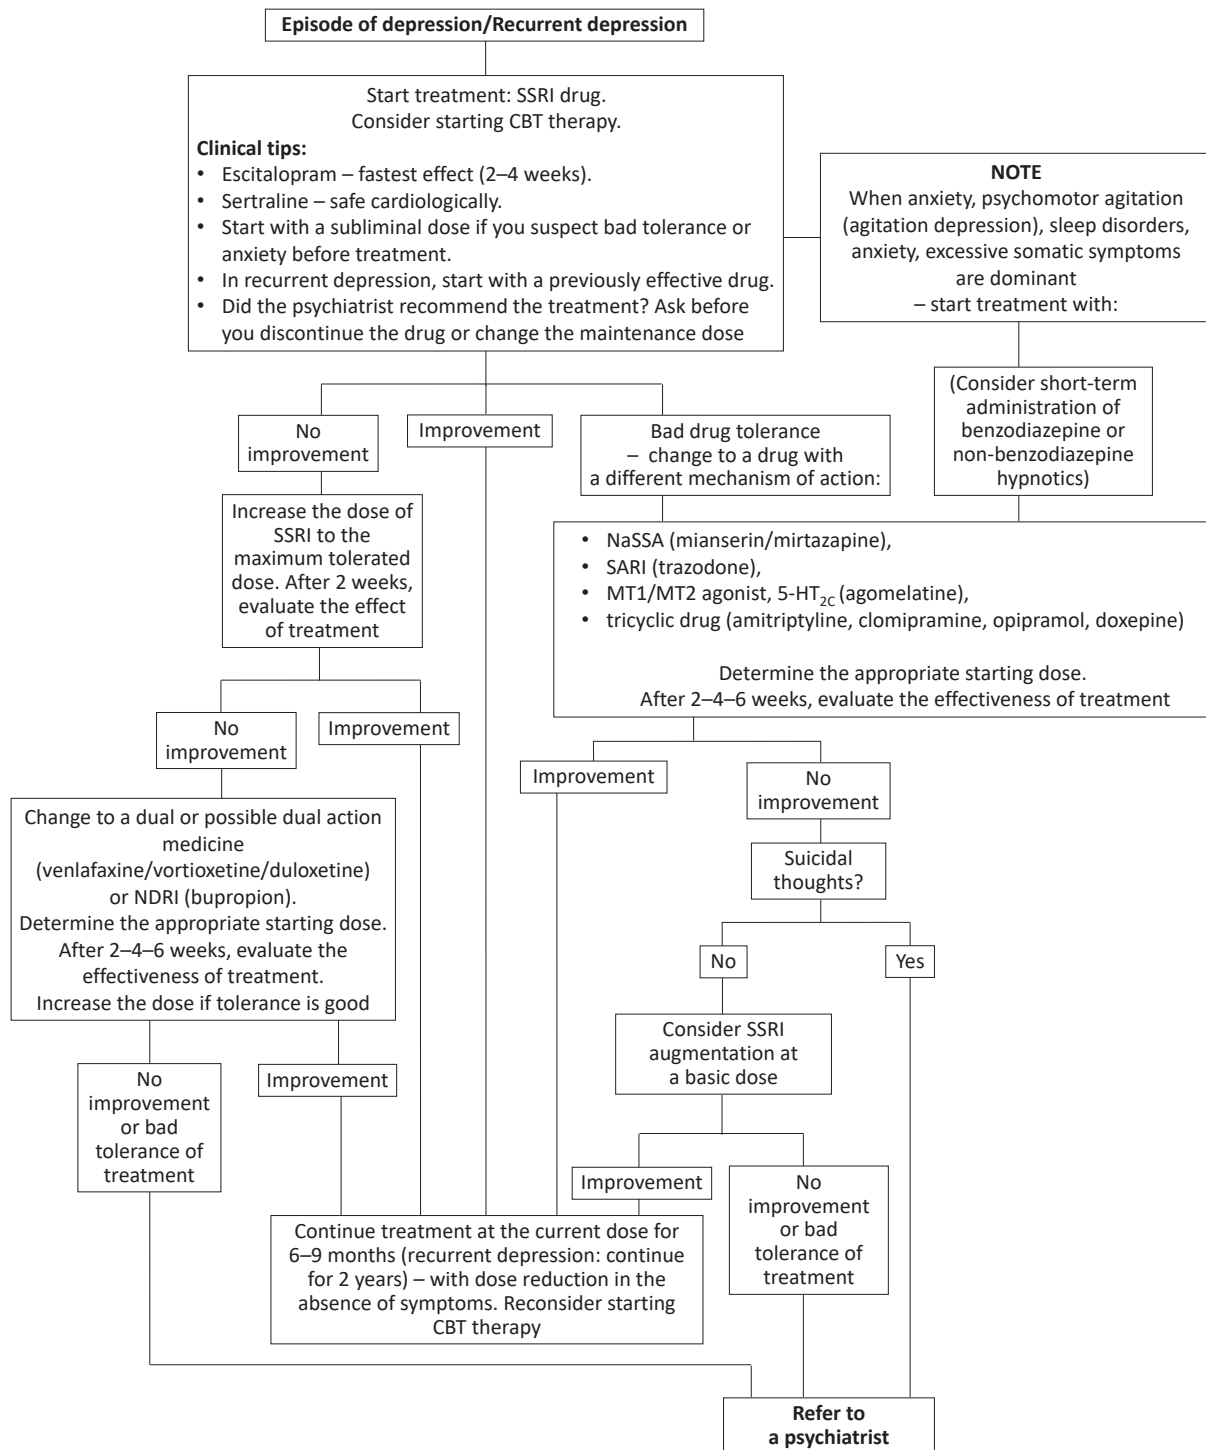 Episode of depression/Recurrent depression
Start treatment: SSRI drug.
Consider starting CBT therapy.
Clinical tips:
• Escitalopram – fastest effect (2–4 weeks).
• Sertraline – safe cardiologically.
• Start with a subliminal dose if you suspect bad tolerance or
anxiety before treatment.
• In recurrent depression, start with a previously effective drug.
• Did the psychiatrist recommend the treatment? Ask before
you discontinue the drug or change the maintenance dose
NOTE
When anxiety, psychomotor agitation
(agitation depression), sleep disorders,
anxiety, excessive somatic symptoms
are dominant
– start treatment with:
(Consider short-term
administration of
benzodiazepine or
non-benzodiazepine
hypnotics)
No
improvement
Improvement
Bad drug tolerance
– change to a drug with
a different mechanism of action:
Increase the dose of
SSRI to the
maximum tolerated
dose. After 2 weeks,
evaluate the effect
of treatment
• NaSSA (mianserin/mirtazapine),
• SARI (trazodone),
• MT1/MT2 agonist, 5-HT2C (agomelatine),
• tricyclic drug (amitriptyline, clomipramine, opipramol, doxepine)
Determine the appropriate starting dose.
After 2–4–6 weeks, evaluate the effectiveness of treatment
No
improvement
Improvement
Improvement
No
improvement
Change to a dual or possible dual action
medicine
(venlafaxine/vortioxetine/duloxetine)
or NDRI (bupropion).
Determine the appropriate starting dose.
After 2–4–6 weeks, evaluate the
effectiveness of treatment.
Increase the dose if tolerance is good
Suicidal
thoughts?
No
Yes
Consider SSRI
augmentation at
a basic dose
No
improvement
or bad
tolerance of
treatment
Improvement
Improvement
No
improvement
or bad
tolerance of
treatment
Continue treatment at the current dose for
6–9 months (recurrent depression: continue
for 2 years) – with dose reduction in the
absence of symptoms. Reconsider starting
CBT therapy
Refer to
a psychiatrist